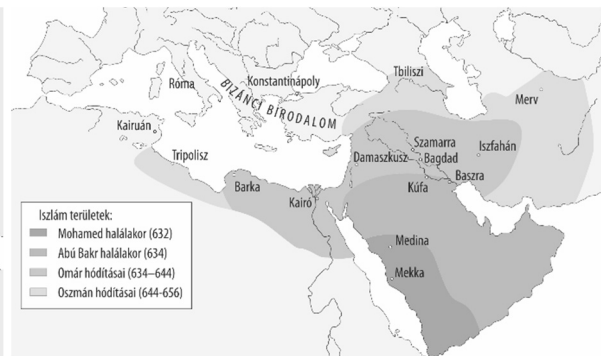 Róma
Konstantinápoly
BIZÁNCI BIRODALOM
Tbiliszi
Merv
Kairuán
Tripolisz
Barka
Kairó
Damaszkusz
Szamarra
Bagdad
Iszfahán
Baszra
Kúfa
Medina
Mekka
Iszlám területek:
Mohamed halálakor (632)
Abú Bakr halálakor (634)
Omár hódításai (634–644)
Oszmán hódításai (644-656)